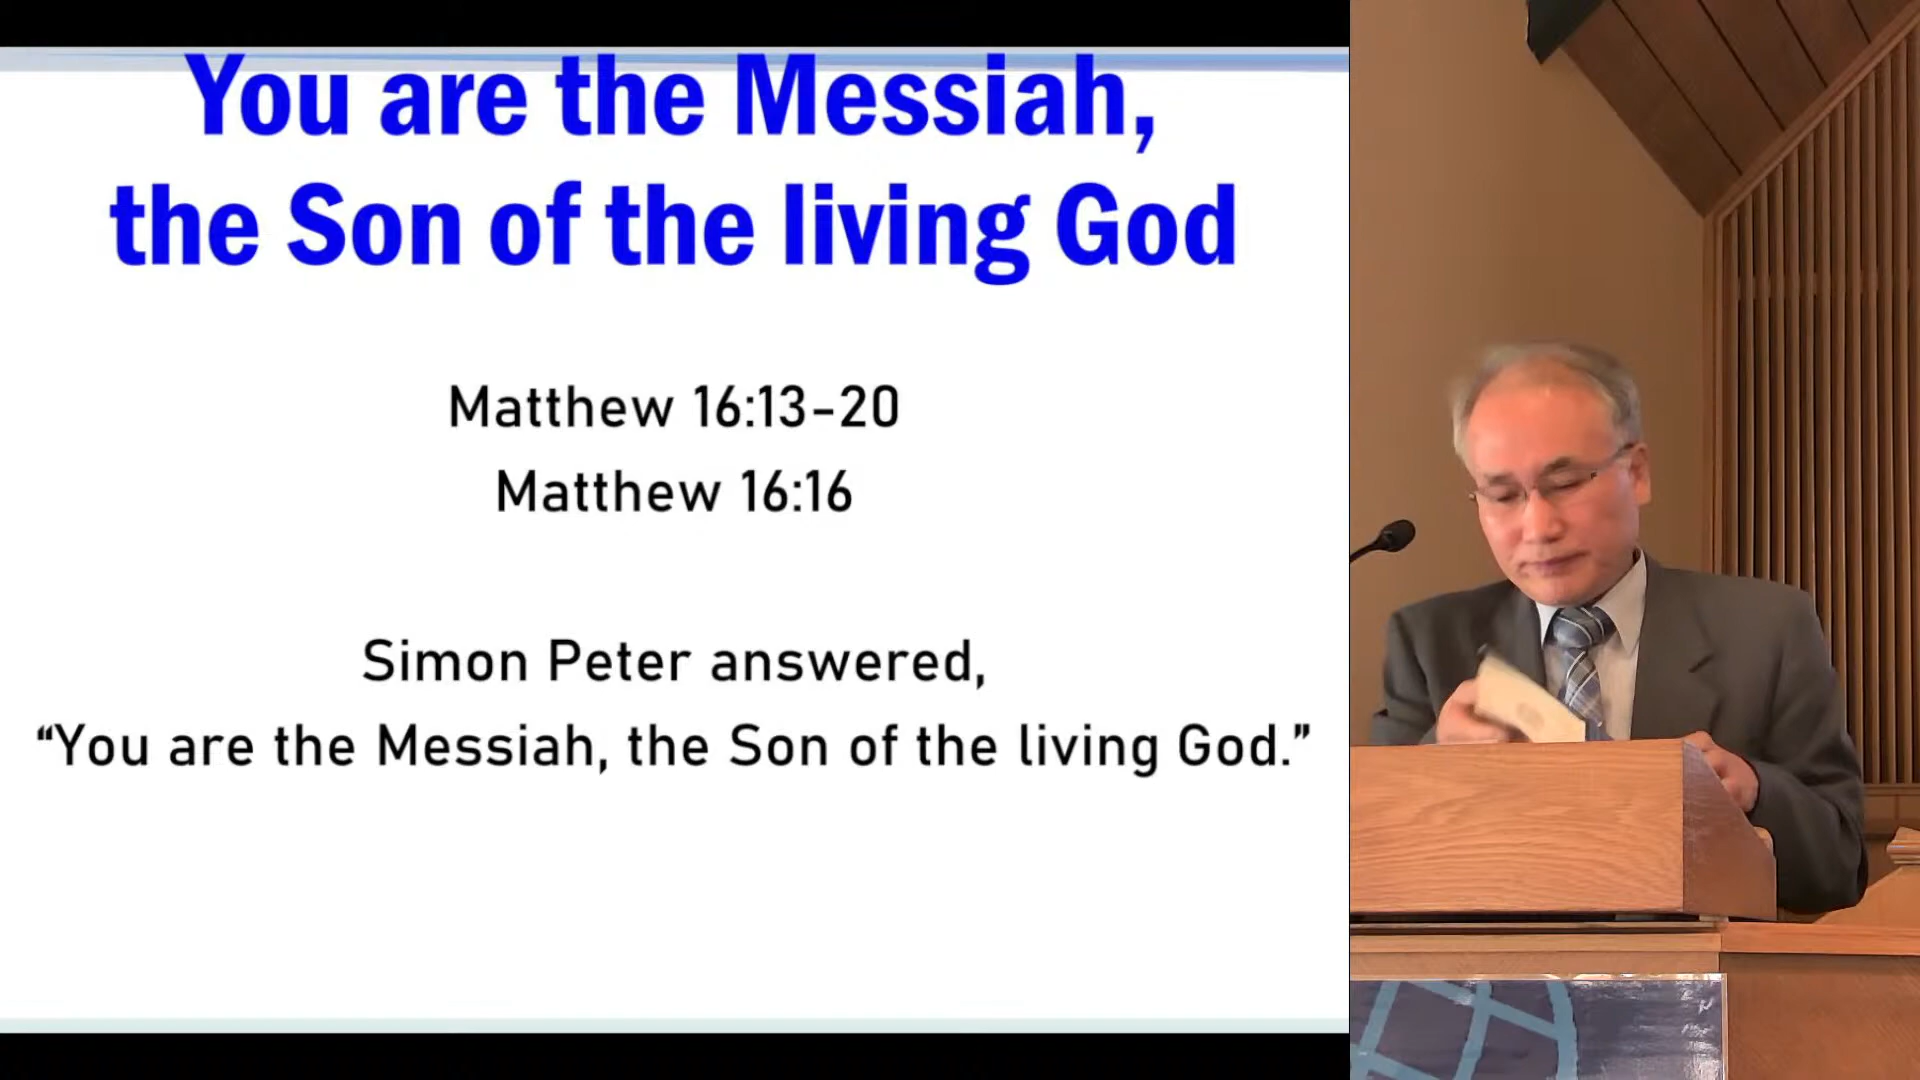 You are the Messiah,
the Son of the living God
Matthew 16:13-20
Matthew 16:16
Simon Peter answered,
“You are the Messiah, the Son of the living God.”